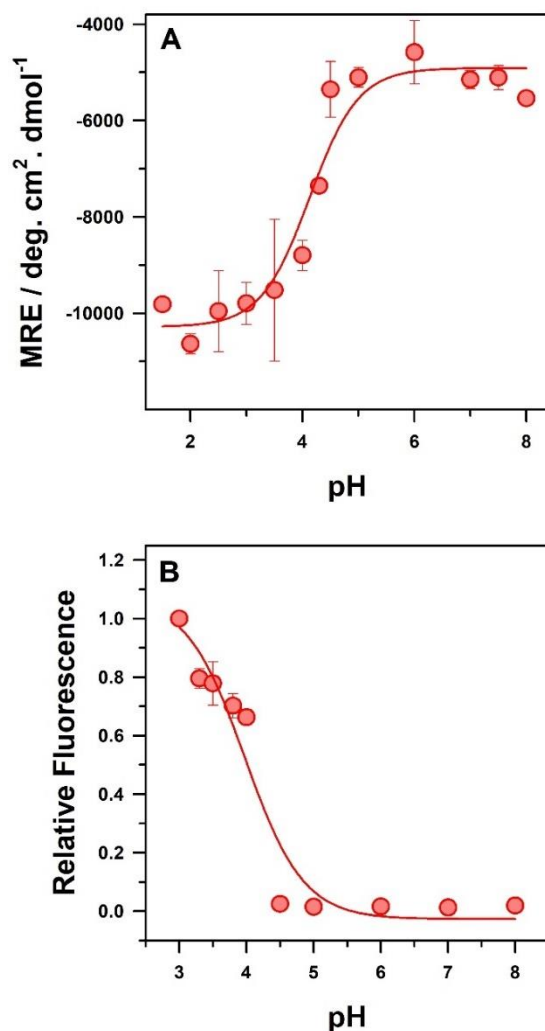 A
MRE / deg. cm². dmol⁻¹
-4000
-6000
-8000
-10000
2 4 6 8
pH
B
Relative Fluorescence
1.2
1.0
0.8
0.6
0.4
0.2
0.0
3 4 5 6 7 8
pH